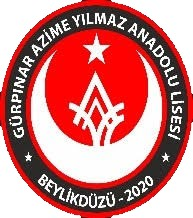 GÜRPINAR AZİME YILMAZ ANADOLU LİSESİ
BEYLİKDÜZÜ - 2020